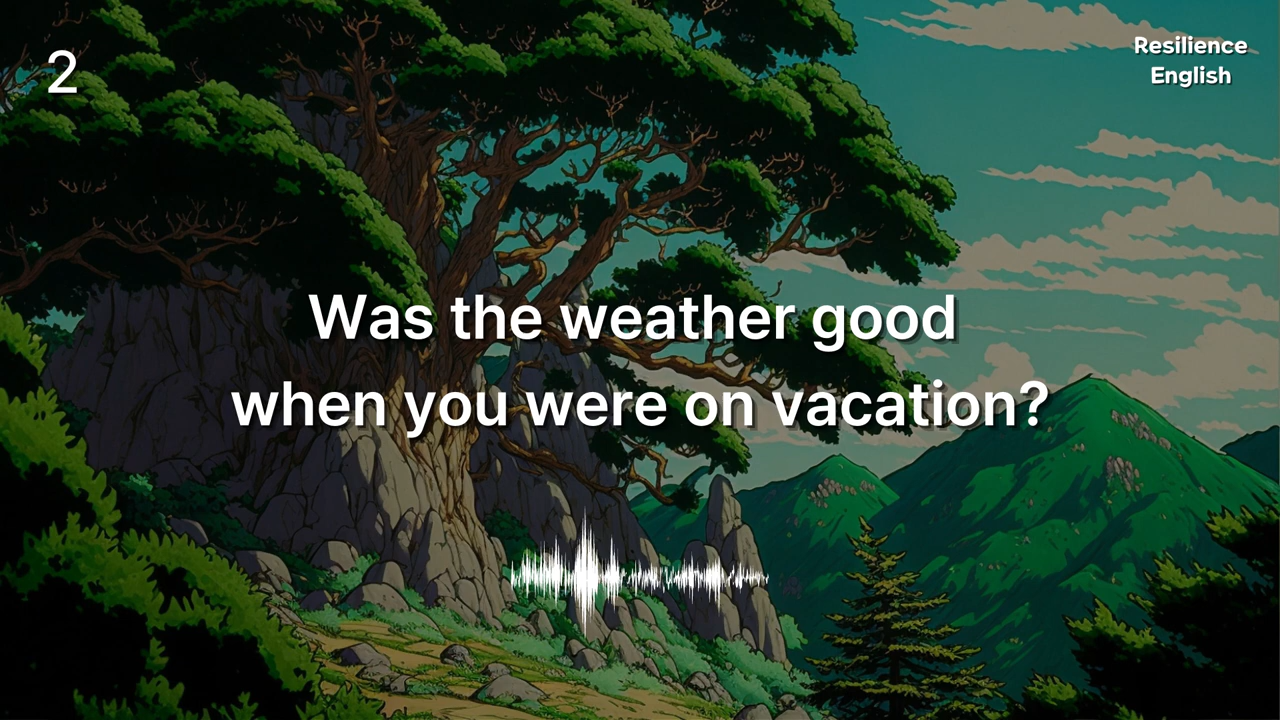 2
Resilience
English
Was the weather good
when you were on vacation?